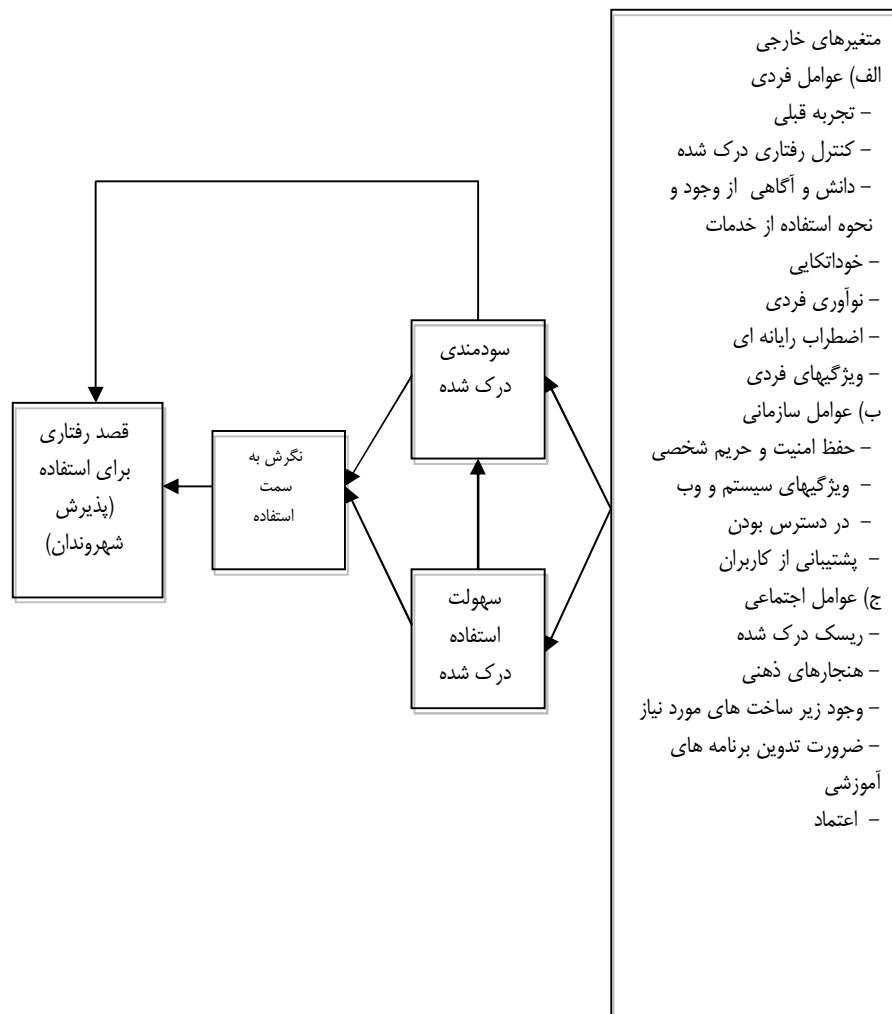 متغیرهای خارجی
الف) عوامل فردی
- تجربه قبلی
- کنترل رفتاری درک شده
- دانش و آگاهی از وجود و
نحوه استفاده از خدمات
- خوداتکایی
- نوآوری فردی
- اضطراب رایانه ای
- ویژگیهای فردی
ب) عوامل سازمانی
- حفظ امنیت و حریم شخصی
- ویژگیهای سیستم و وب
- در دسترس بودن
- پشتیبانی از کاربران
ج) عوامل اجتماعی
- ریسک درک شده
- هنجارهای ذهنی
- وجود زیر ساخت های مورد نیاز
- ضرورت تدوین برنامه های
آموزشی
- اعتماد
سودمندی
درک شده
سهولت
استفاده
درک شده
نگرش به
سمت
استفاده
قصد رفتاری
برای استفاده
(پذیرش
شهروندان)